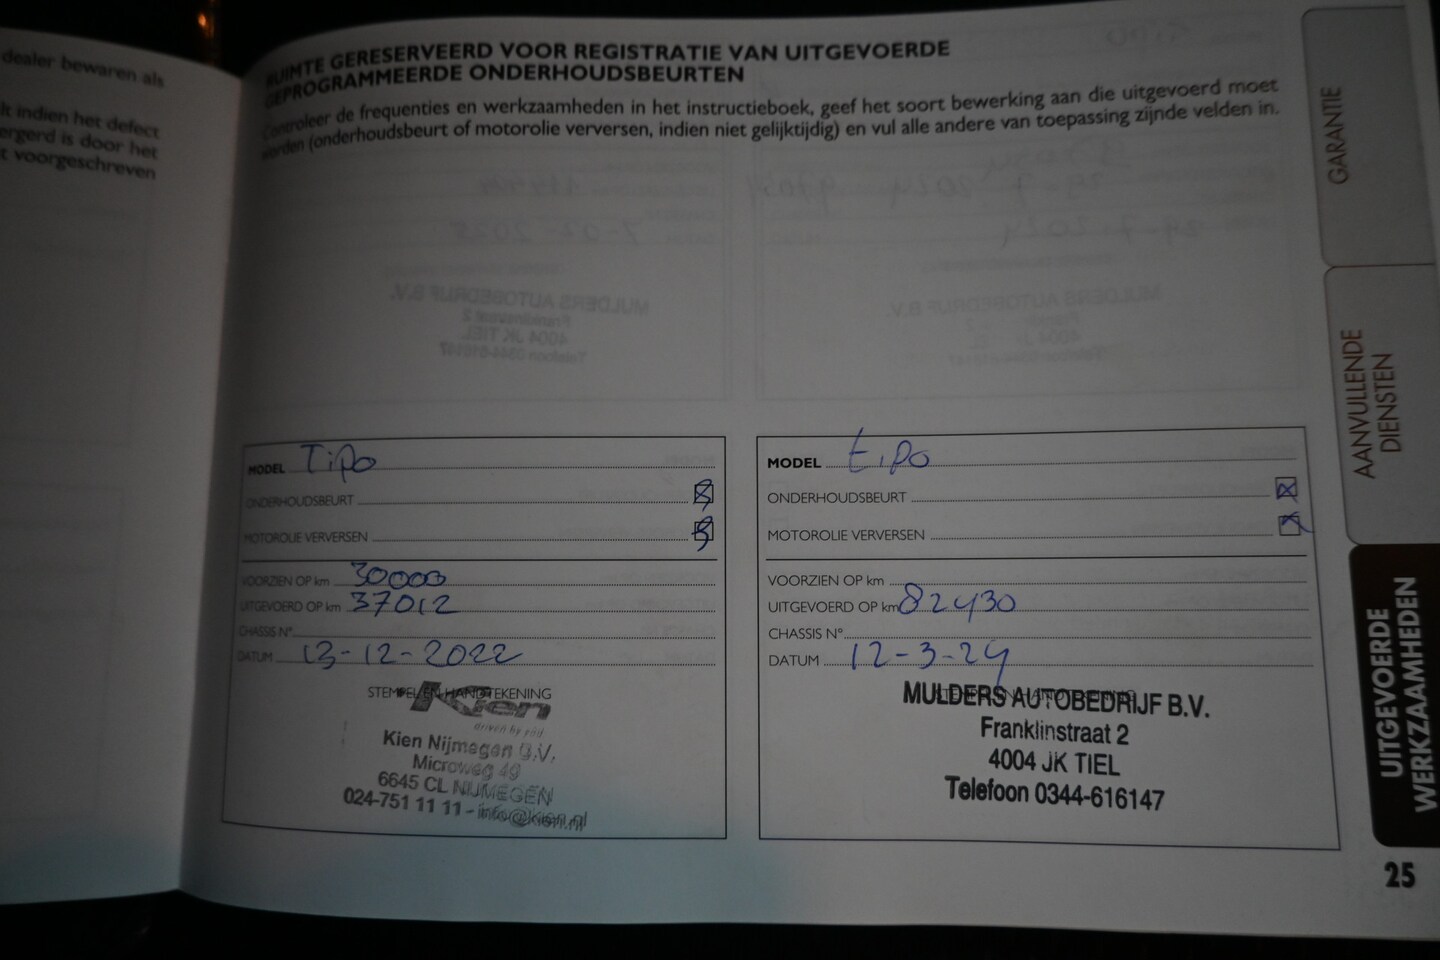 dealer bewaren als
lt indien het defect
ergerd is door het
t voorgeschreven
RUIMTE GERESERVEERD VOOR REGISTRATIE VAN UITGEVOERDE
GEPROGRAMMEERDE ONDERHOUDSBEURTEN
Controleer de frequenties en werkzaamheden in het instructieboek, geef het soort bewerking aan die uitgevoerd moet
worden (onderhoudsbeurt of motorolie verversen, indien niet gelijktijdig) en vul alle andere van toepassing zijnde velden in.
MODEL Tipo
ONDERHOUDSBEURT
MOTOROLIE VERVERSEN
VOORZIEN OP km 30000
UITGEVOERD OP km 37012
CHASSIS N°
DATUM 13-12-2022
STEMPEL EN HANDTEKENING
Kien
driven by you
Kien Nijmegen B.V.
Microweg 49
6645 CL NIJMEGEN
024-751 11 11 - info@kien.nl
MODEL tipo
ONDERHOUDSBEURT
MOTOROLIE VERVERSEN
VOORZIEN OP km
UITGEVOERD OP km 82430
CHASSIS N°
DATUM 12-3-24
MULDERS AUTOBEDRIJF B.V.
Franklinstraat 2
4004 JK TIEL
Telefoon 0344-616147
GARANTIE
AANVULLENDE
DIENSTEN
UITGEVOERDE
WERKZAAMHEDEN
25